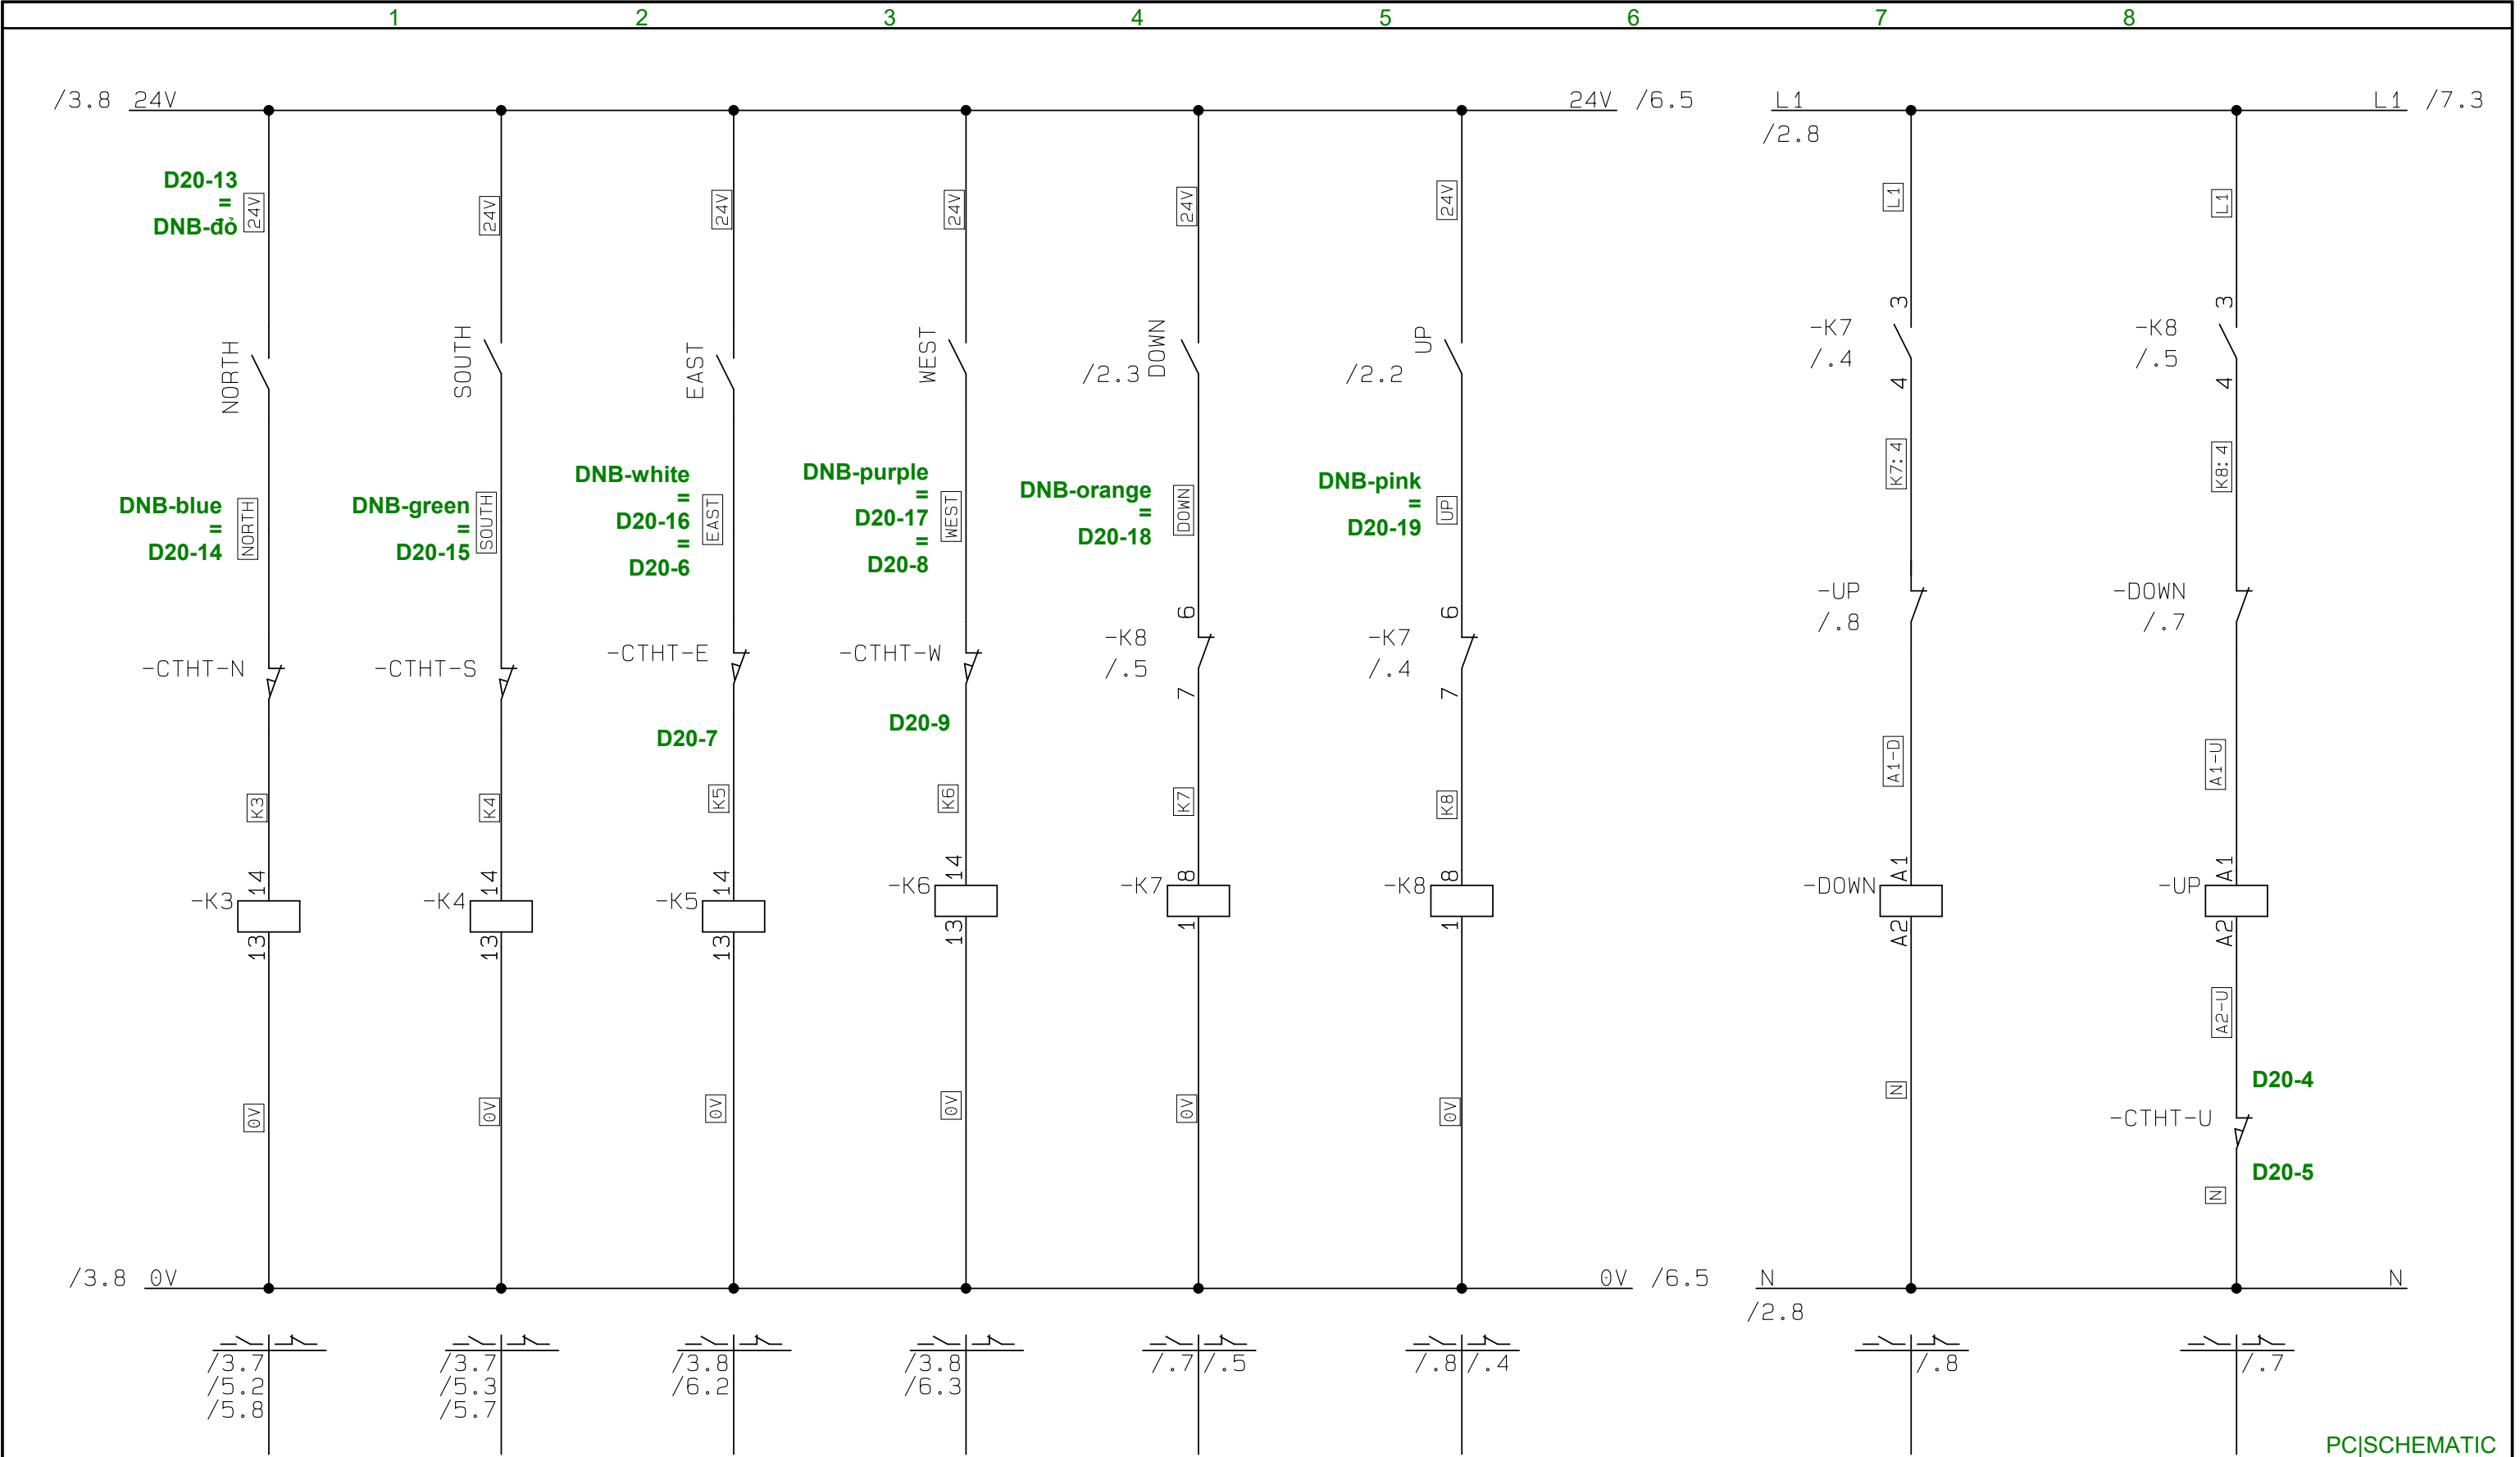 1 2 3 4 5 6 7 8
/3.8 24V 24V /6.5 L1 L1 /7.3
/2.8
D20-13
=
DNB-đỏ
24V 24V 24V 24V 24V 24V L1 L1
NORTH SOUTH EAST WEST /2.3 DOWN /2.2 UP
3 3
-K7 -K8
/.4 /.5
4 4
DNB-blue
=
D20-14
NORTH
DNB-green
=
D20-15
SOUTH
DNB-white
=
D20-16
=
D20-6
EAST
DNB-purple
=
D20-17
=
D20-8
WEST
DNB-orange
=
D20-18
DOWN
DNB-pink
=
D20-19
UP
K7:4 K8:4
6 6
-UP -DOWN
/.8 /.7
-CTHT-N -CTHT-S -CTHT-E -CTHT-W -K8 -K7
/.5 /.4
7 7
D20-7 D20-9
K3 K4 K5 K6 K7 K8 A1-D A1-U
14 14 14 14 8 8 A1 A1
-K3 -K4 -K5 -K6 -K7 -K8 -DOWN -UP
13 13 13 13 1 1 A2 A2
A2-U
D20-4
0V 0V 0V 0V 0V 0V N
-CTHT-U
D20-5
N
/3.8 0V 0V /6.5 N N
/2.8
/3.7 /3.7 /3.8 /3.8 /.7 /.5 /.8 /.4 /.8 /.7
/5.2 /5.3 /6.2 /6.3
/5.8 /5.7
PC|SCHEMATIC